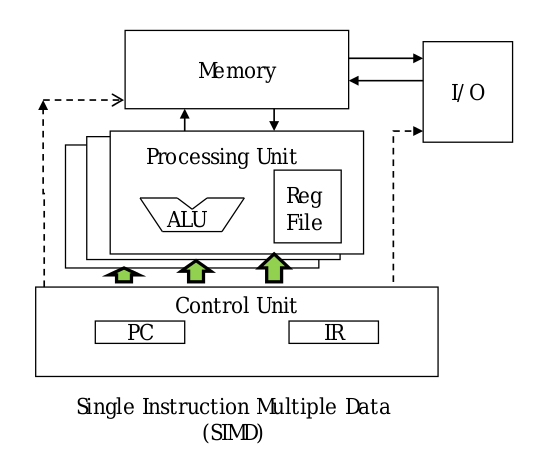 Memory
I/O
Processing Unit
ALU
Reg
File
Control Unit
PC
IR
Single Instruction Multiple Data
(SIMD)